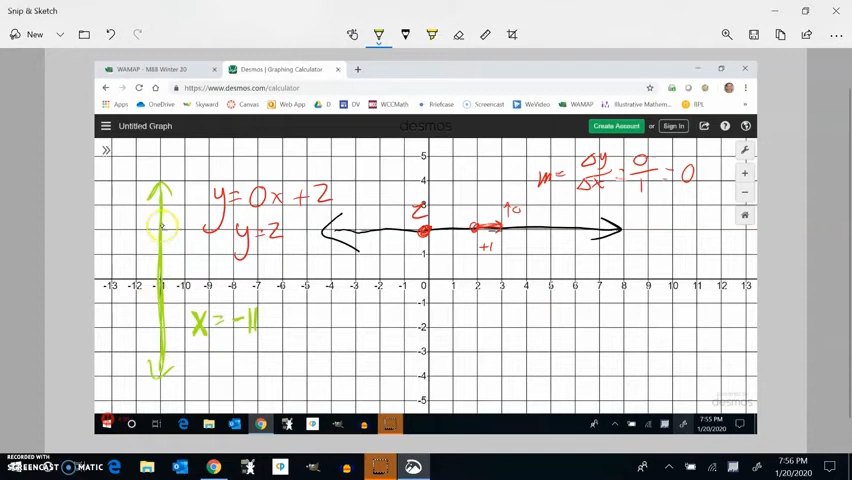 Snip & Sketch
New
WAMAP - M88 Winter 20
Desmos | Graphing Calculator
https://www.desmos.com/calculator
Apps
OneDrive
Skyward
Canvas
Web App
D
DV
WCCMath
Briefcase
Screencast
WeVideo
WAMAP
Illustrative Mathem...
BPL
Untitled Graph
desmos
Create Account
or
Sign In
m = Δy/Δx = 0/1 = 0
y = 0x + 2
y = 2
2
↑0
+1
x = -11
5
4
3
1
-13 -12 -11 -10 -9 -8 -7 -6 -5 -4 -3 -2 -1 0 1 2 3 4 5 6 7 8 9 10 11 12 13
-1
-2
-3
-4
-5
powered by
desmos
7:55 PM
1/20/2020
RECORDED WITH
SCREENCAST MATIC
7:56 PM
1/20/2020